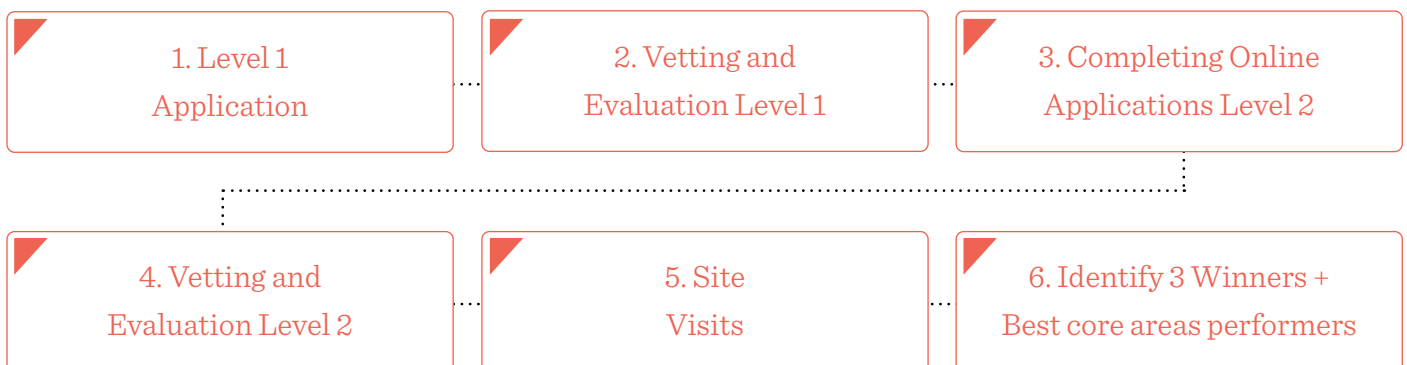 1. Level 1
Application
2. Vetting and
Evaluation Level 1
3. Completing Online
Applications Level 2
4. Vetting and
Evaluation Level 2
5. Site
Visits
6. Identify 3 Winners +
Best core areas performers